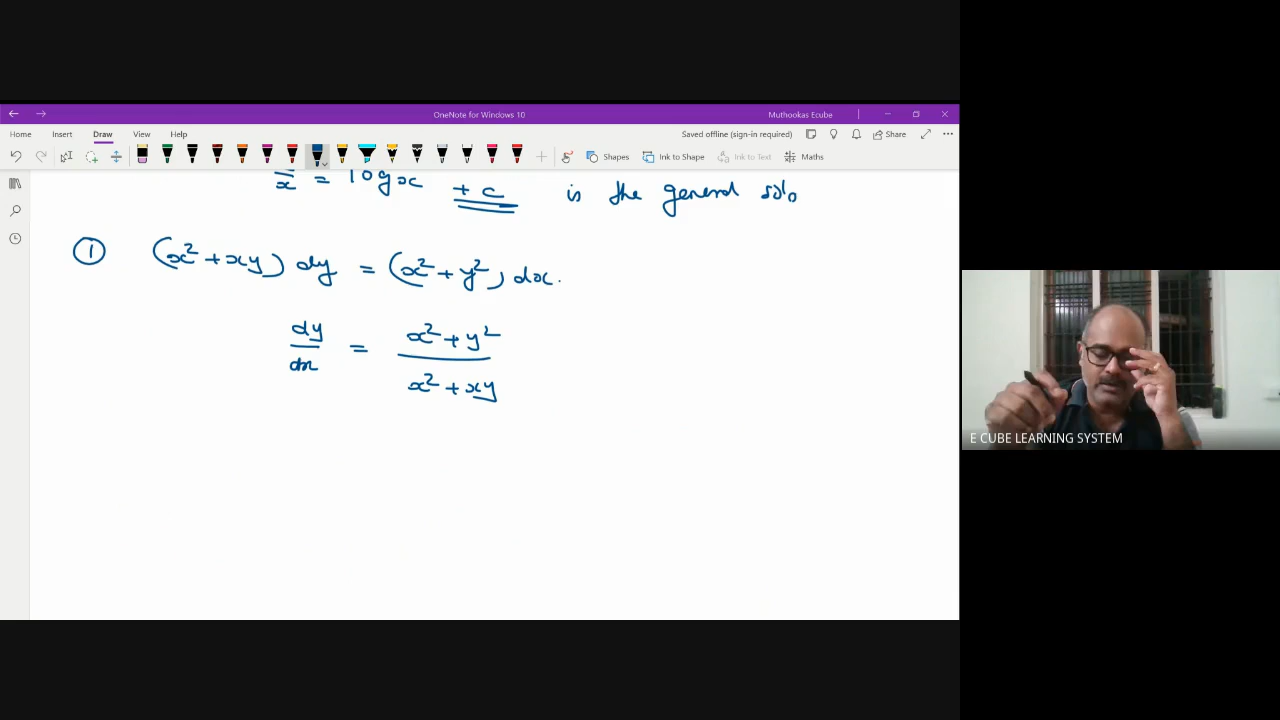 OneNote for Windows 10
Muthookas Ecube
Home Insert Draw View Help
Saved offline (sign-in required) Share
Shapes Ink to Shape Ink to Text Maths
x = log x + c is the general soln
① (x² + xy) dy = (x² + y²) dx.
dy/dx = x² + y² / x² + xy
E CUBE LEARNING SYSTEM